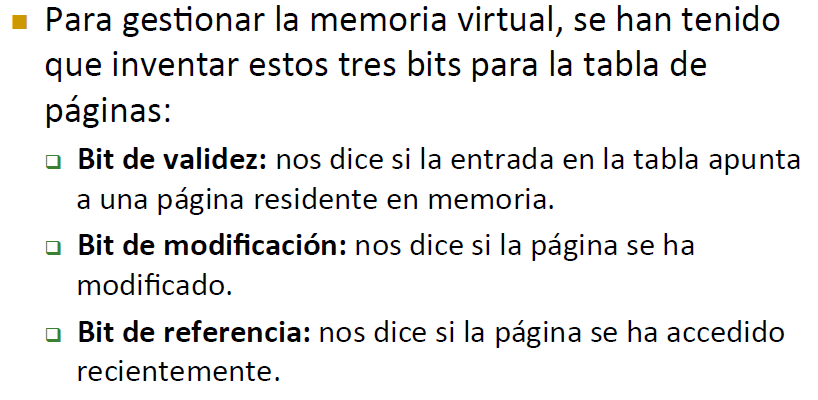 Para gestionar la memoria virtual, se han tenido
que inventar estos tres bits para la tabla de
páginas:
Bit de validez: nos dice si la entrada en la tabla apunta
a una página residente en memoria.
Bit de modificación: nos dice si la página se ha
modificado.
Bit de referencia: nos dice si la página se ha accedido
recientemente.